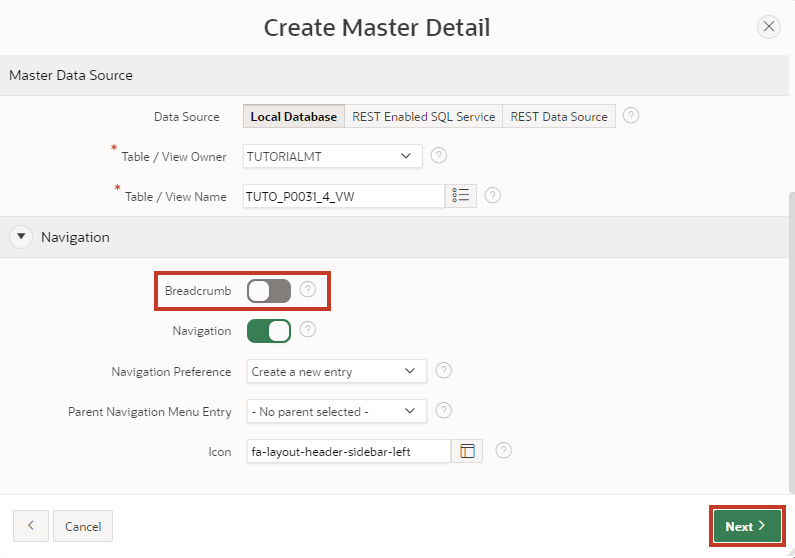 Create Master Detail
Master Data Source
Data Source Local Database REST Enabled SQL Service REST Data Source ?
* Table / View Owner TUTORIALMT ?
* Table / View Name TUTO_P0031_4_VW ?
Navigation
Breadcrumb ?
Navigation ?
Navigation Preference Create a new entry ?
Parent Navigation Menu Entry - No parent selected - ?
Icon fa-layout-header-sidebar-left ?
Cancel Next